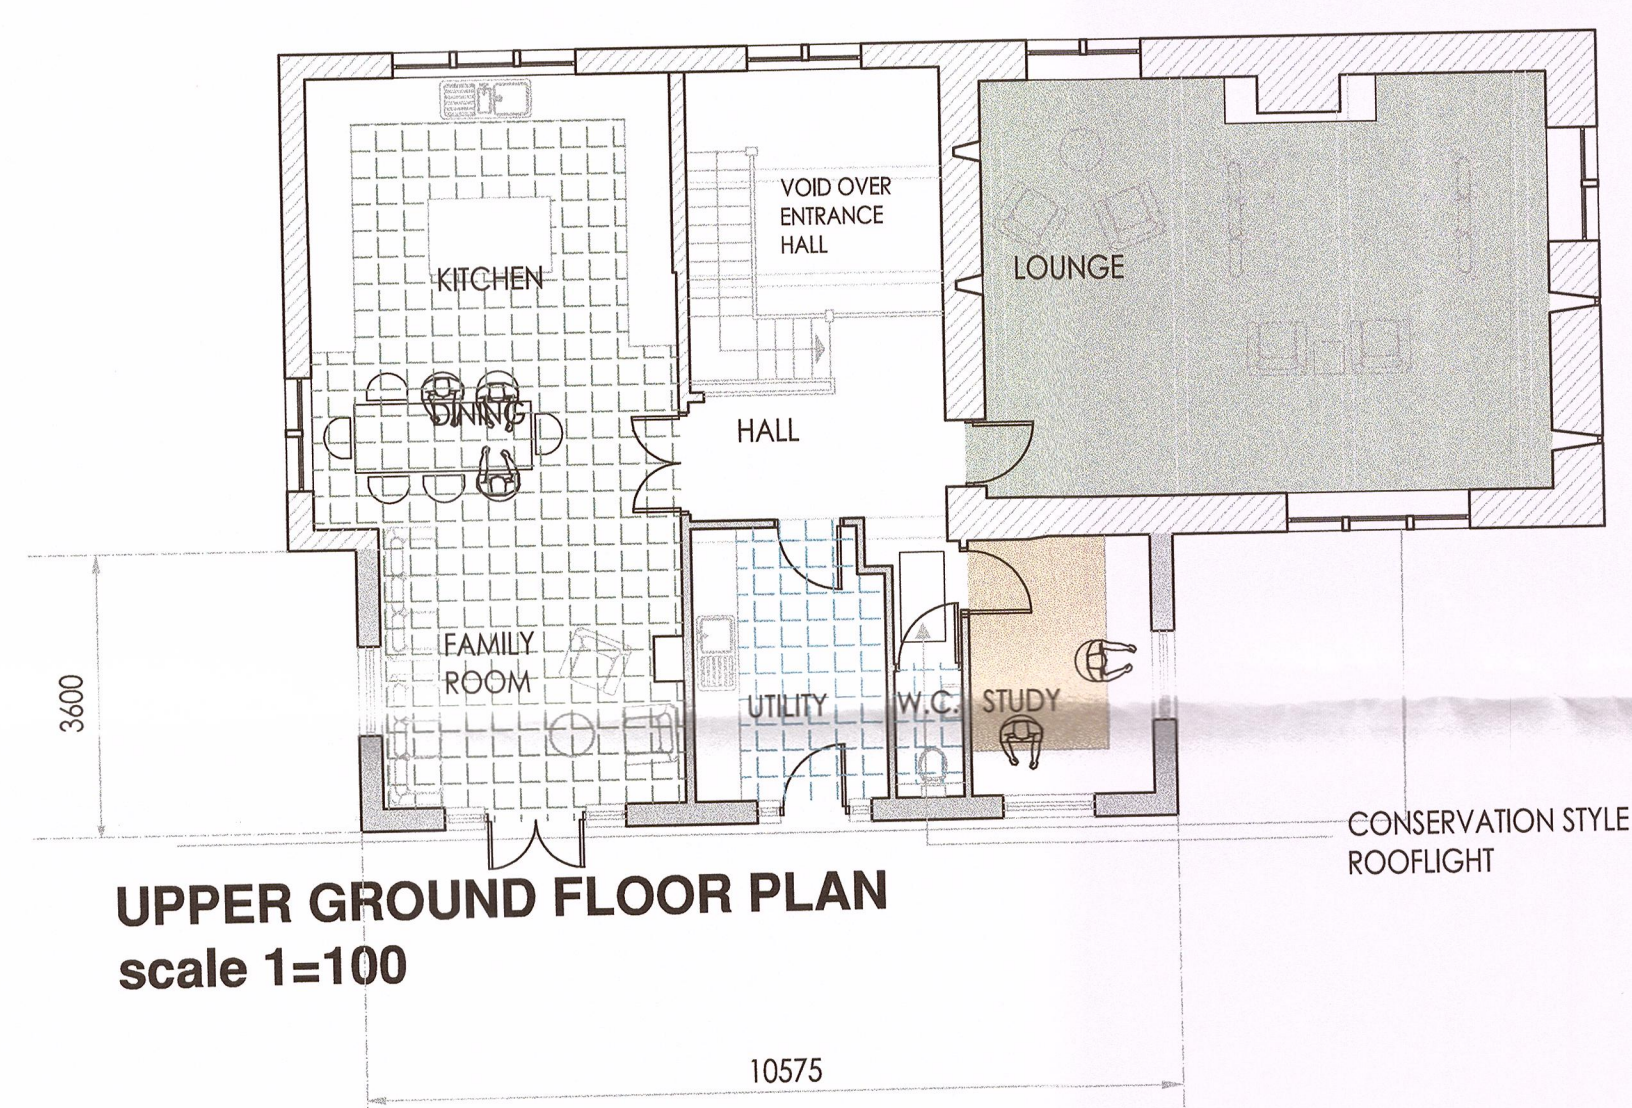 VOID OVER
ENTRANCE
HALL
KITCHEN
LOUNGE
DINING
HALL
FAMILY
ROOM
UTILITY
W.C.
STUDY
3600
CONSERVATION STYLE
ROOFLIGHT
UPPER GROUND FLOOR PLAN
scale 1=100
10575